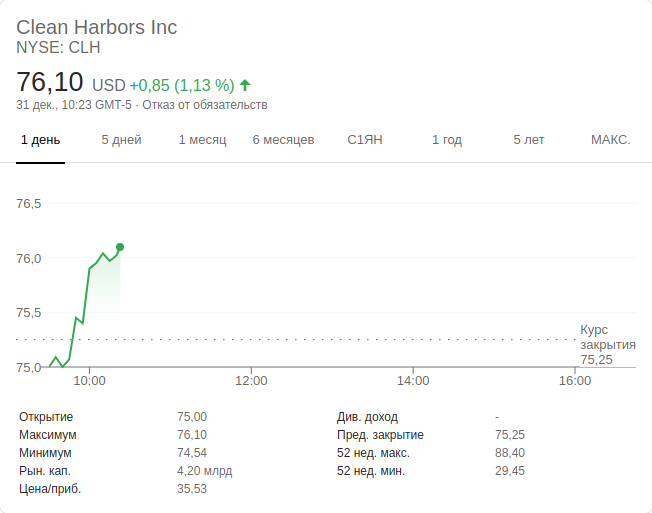 Clean Harbors Inc
NYSE: CLH
76,10 USD +0,85 (1,13 %) ↑
31 дек., 10:23 GMT-5 · Отказ от обязательств
1 день 5 дней 1 месяц 6 месяцев С1ЯН 1 год 5 лет МАКС.
76,5
76,0
75,5
75,0
Курс
закрытия
75,25
10:00 12:00 14:00 16:00
Открытие 75,00 Див. доход -
Максимум 76,10 Пред. закрытие 75,25
Минимум 74,54 52 нед. макс. 88,40
Рын. кап. 4,20 млрд 52 нед. мин. 29,45
Цена/приб. 35,53